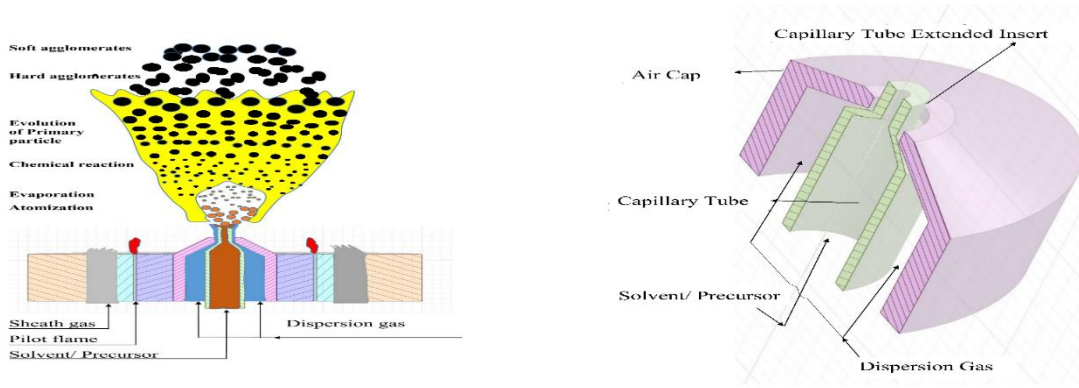 Soft agglomerates
Hard agglomerates
Evolution
of Primary
particle
Chemical reaction
Evaporation
Atomization
Sheath gas
Pilot flame
Solvent/ Precursor
Dispersion gas
Capillary Tube Extended Insert
Air Cap
Capillary Tube
Solvent/ Precursor
Dispersion Gas